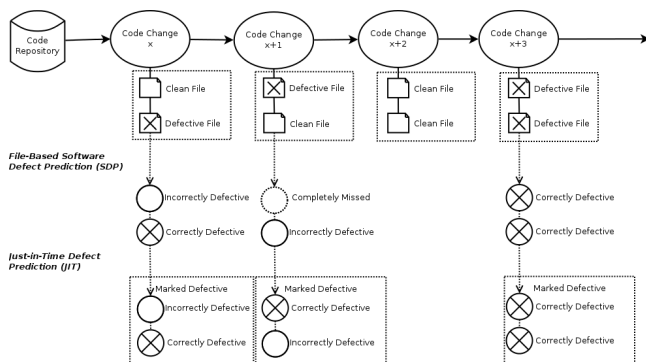 Code
Repository
Code Change
x
Code Change
x+1
Code Change
x+2
Code Change
x+3
Clean File
Defective File
Clean File
Defective File
Defective File
Clean File
Clean File
Defective File
File-Based Software
Defect Prediction (SDP)
Incorrectly Defective
Completely Missed
Correctly Defective
Correctly Defective
Incorrectly Defective
Correctly Defective
Just-in-Time Defect
Prediction (JIT)
Marked Defective
Marked Defective
Marked Defective
Incorrectly Defective
Correctly Defective
Correctly Defective
Correctly Defective
Incorrectly Defective
Correctly Defective